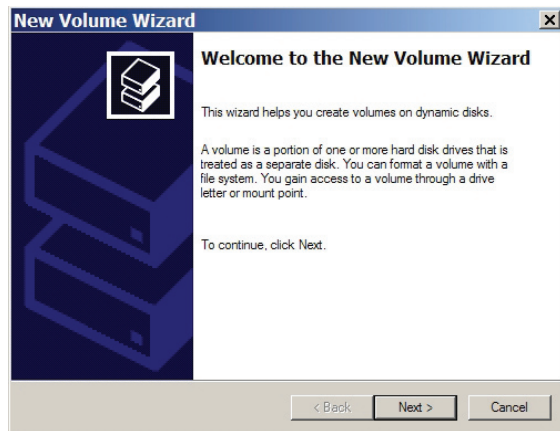 New Volume Wizard
Welcome to the New Volume Wizard
This wizard helps you create volumes on dynamic disks.
A volume is a portion of one or more hard disk drives that is
treated as a separate disk. You can format a volume with a
file system. You gain access to a volume through a drive
letter or mount point.
To continue, click Next.
< Back Next > Cancel